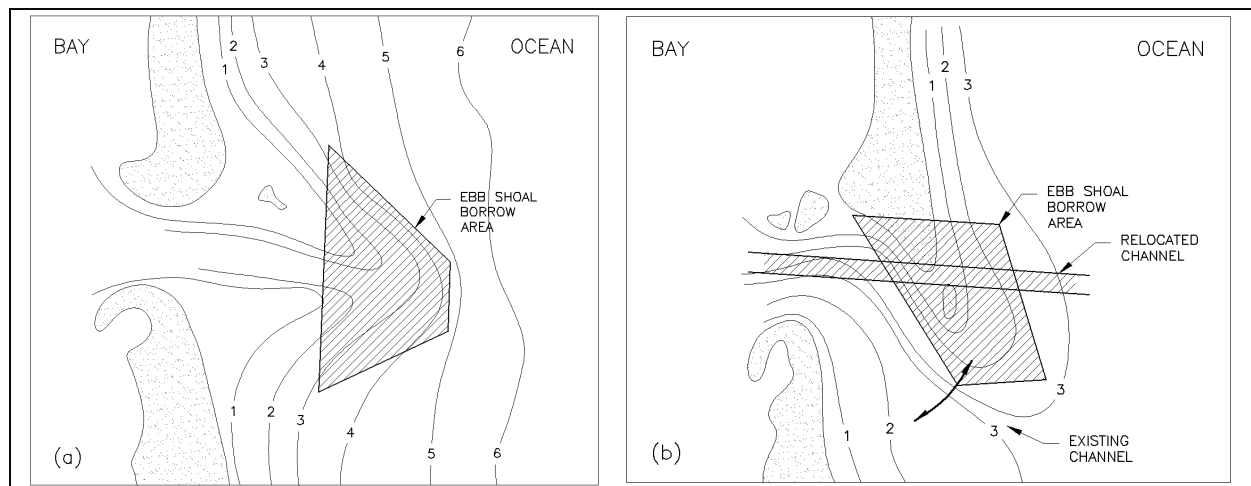 BAY
OCEAN
2
1
3
4
5
6
EBB SHOAL
BORROW
AREA
1
2
3
4
5
6
(a)
BAY
OCEAN
1
2
3
EBB SHOAL
BORROW
AREA
RELOCATED
CHANNEL
3
1
2
3
EXISTING
CHANNEL
(b)